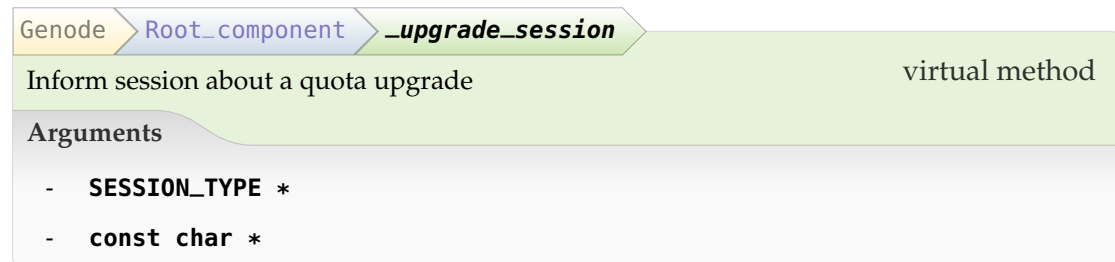 Genode Root_component _upgrade_session
Inform session about a quota upgrade
virtual method
Arguments
- SESSION_TYPE *
- const char *